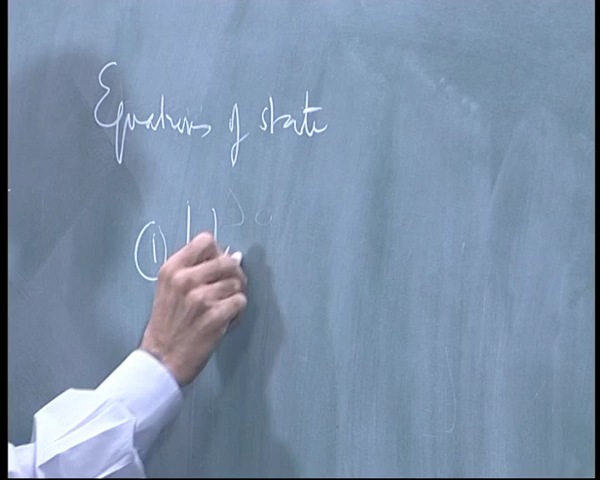 Equations of state
①